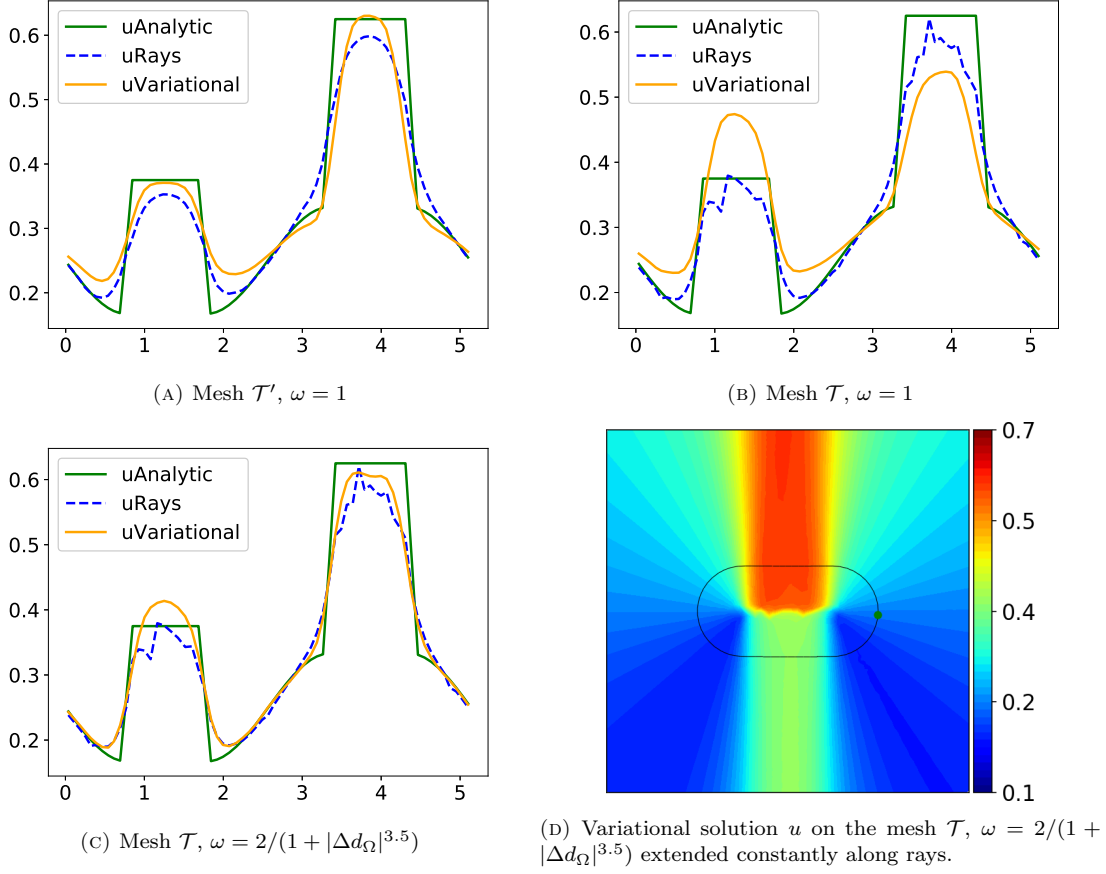 uAnalytic
uRays
uVariational
0.6
0.5
0.4
0.3
0.2
0 1 2 3 4 5
(A) Mesh 𝒯′, ω = 1
uAnalytic
uRays
uVariational
0.6
0.5
0.4
0.3
0.2
0 1 2 3 4 5
(B) Mesh 𝒯, ω = 1
uAnalytic
uRays
uVariational
0.6
0.5
0.4
0.3
0.2
0 1 2 3 4 5
(C) Mesh 𝒯, ω = 2/(1 + |Δd_Ω|^3.5)
0.7
0.5
0.4
0.2
0.1
(D) Variational solution u on the mesh 𝒯, ω = 2/(1 +
|Δd_Ω|^3.5) extended constantly along rays.